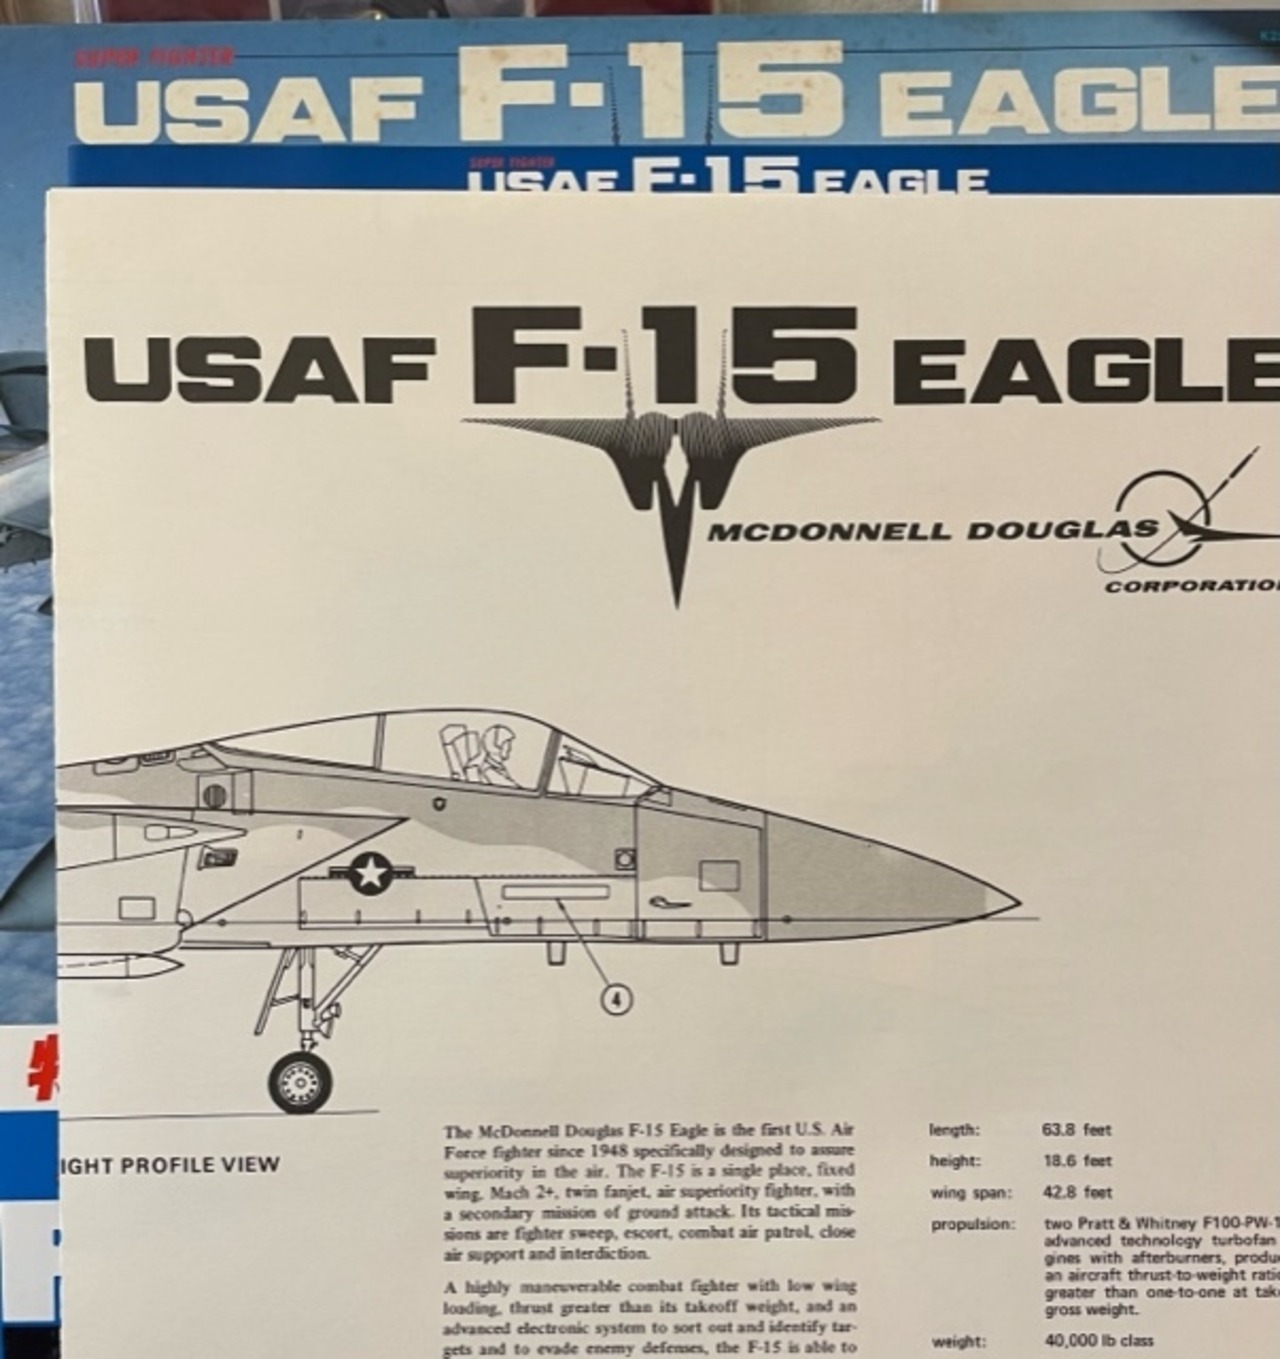 SUPER FIGHTER
USAF F-15 EAGLE
SUPER FIGHTER
USAF F-15 EAGLE
USAF F-15 EAGLE
MCDONNELL DOUGLAS
CORPORATIO
4
IGHT PROFILE VIEW
The McDonnell Douglas F-15 Eagle is the first U.S. Air
Force fighter since 1948 specifically designed to assure
superiority in the air. The F-15 is a single place, fixed
wing, Mach 2+, twin fanjet, air superiority fighter, with
a secondary mission of ground attack. Its tactical mis-
sions are fighter sweep, escort, combat air patrol, close
air support and interdiction.
A highly maneuverable combat fighter with low wing
loading, thrust greater than its takeoff weight, and an
advanced electronic system to sort out and identify tar-
gets and to evade enemy defenses, the F-15 is able to
length: 63.8 feet
height: 18.6 feet
wing span: 42.8 feet
propulsion: two Pratt & Whitney F100-PW-1
advanced technology turbofan
gines with afterburners, produ
an aircraft thrust-to-weight ratio
greater than one-to-one at tak
gross weight.
weight: 40,000 lb class